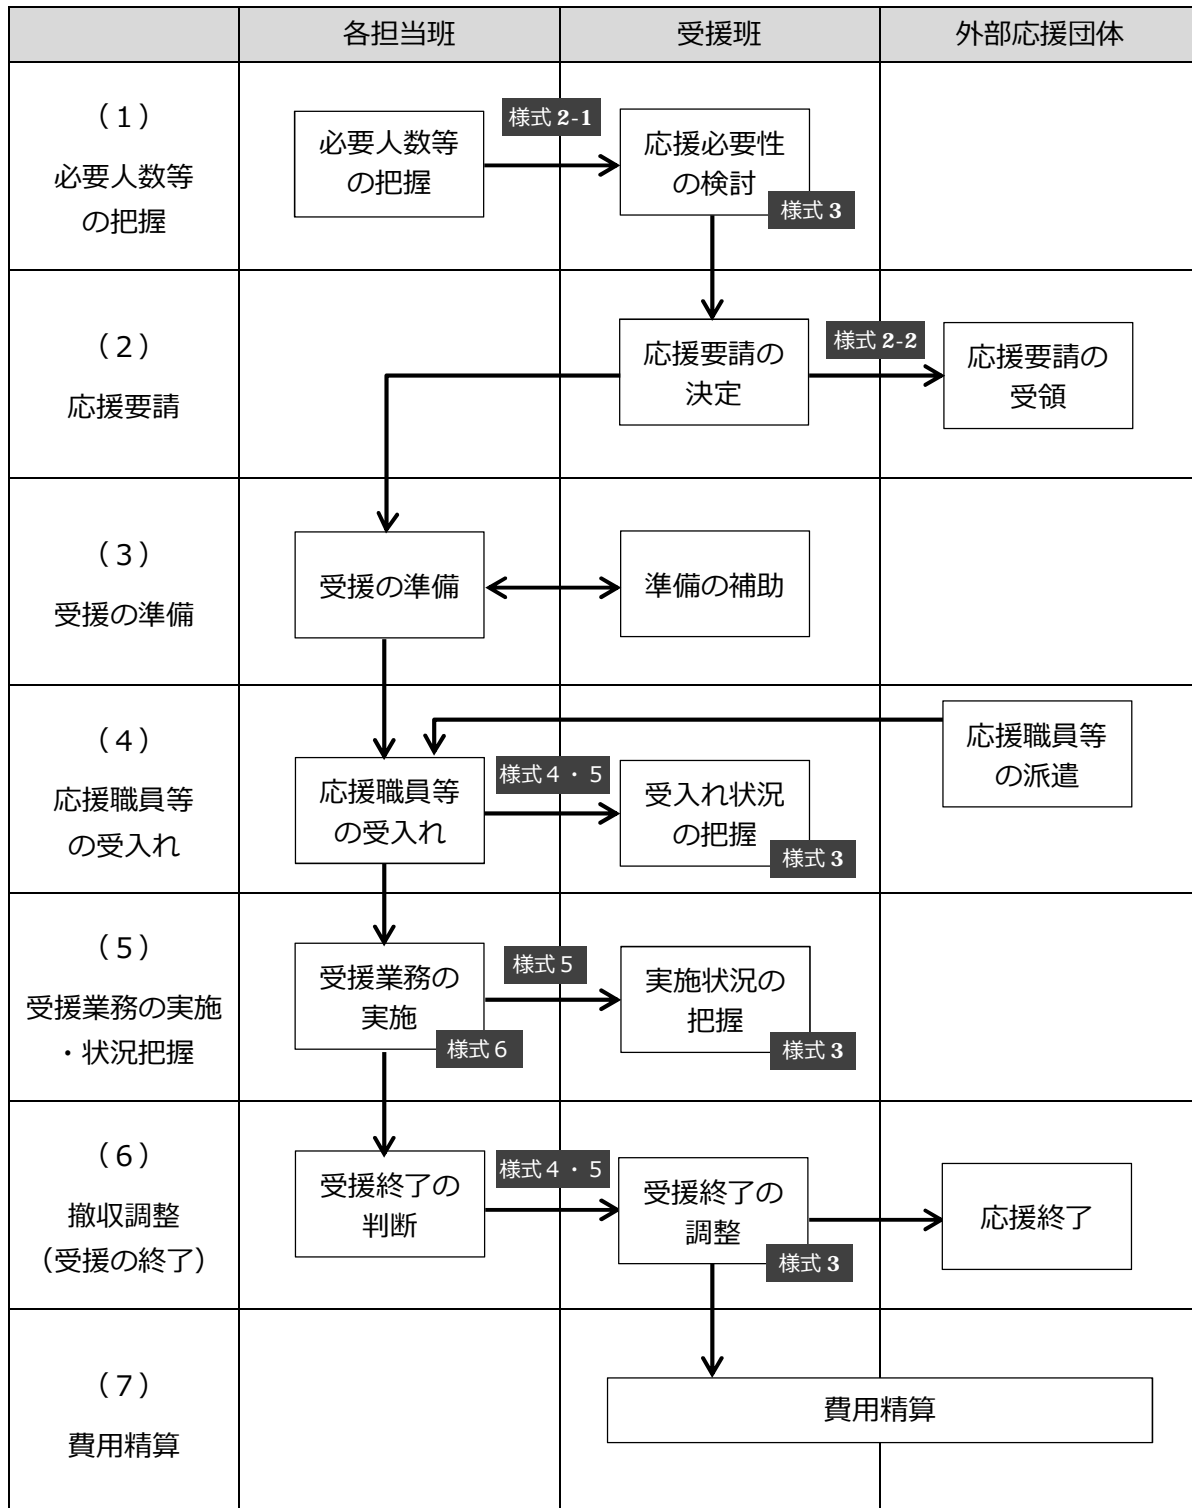 各担当班
受援班
外部応援団体
（１）
必要人数等
の把握
必要人数等
の把握
様式 2-1
応援必要性
の検討
様式 3
（２）
応援要請
応援要請の
決定
様式 2-2
応援要請の
受領
（３）
受援の準備
受援の準備
準備の補助
（４）
応援職員等
の受入れ
応援職員等
の受入れ
様式４・５
受入れ状況
の把握
様式 3
応援職員等
の派遣
（５）
受援業務の実施
・状況把握
受援業務の
実施
様式６
様式５
実施状況の
把握
様式 3
（６）
撤収調整
（受援の終了）
受援終了の
判断
様式４・５
受援終了の
調整
様式 3
応援終了
（７）
費用精算
費用精算